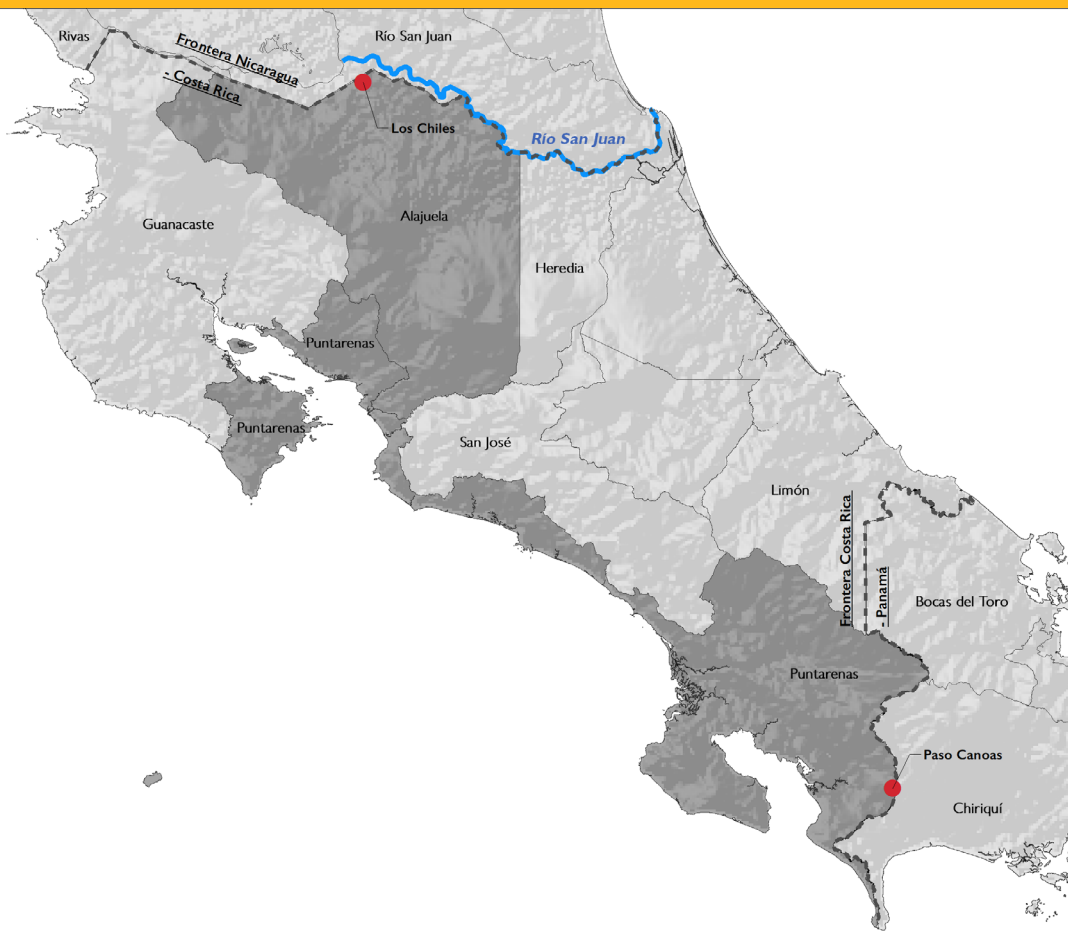 Rivas
Río San Juan
Frontera Nicaragua
- Costa Rica
Los Chiles
Río San Juan
Guanacaste
Alajuela
Heredia
Puntarenas
Puntarenas
San José
Limón
Frontera Costa Rica
- Panamá
Bocas del Toro
Puntarenas
Paso Canoas
Chiriquí